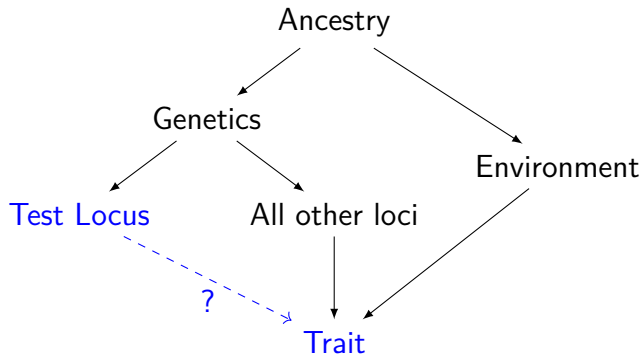 Ancestry
Genetics
Environment
Test Locus
All other loci
?
Trait